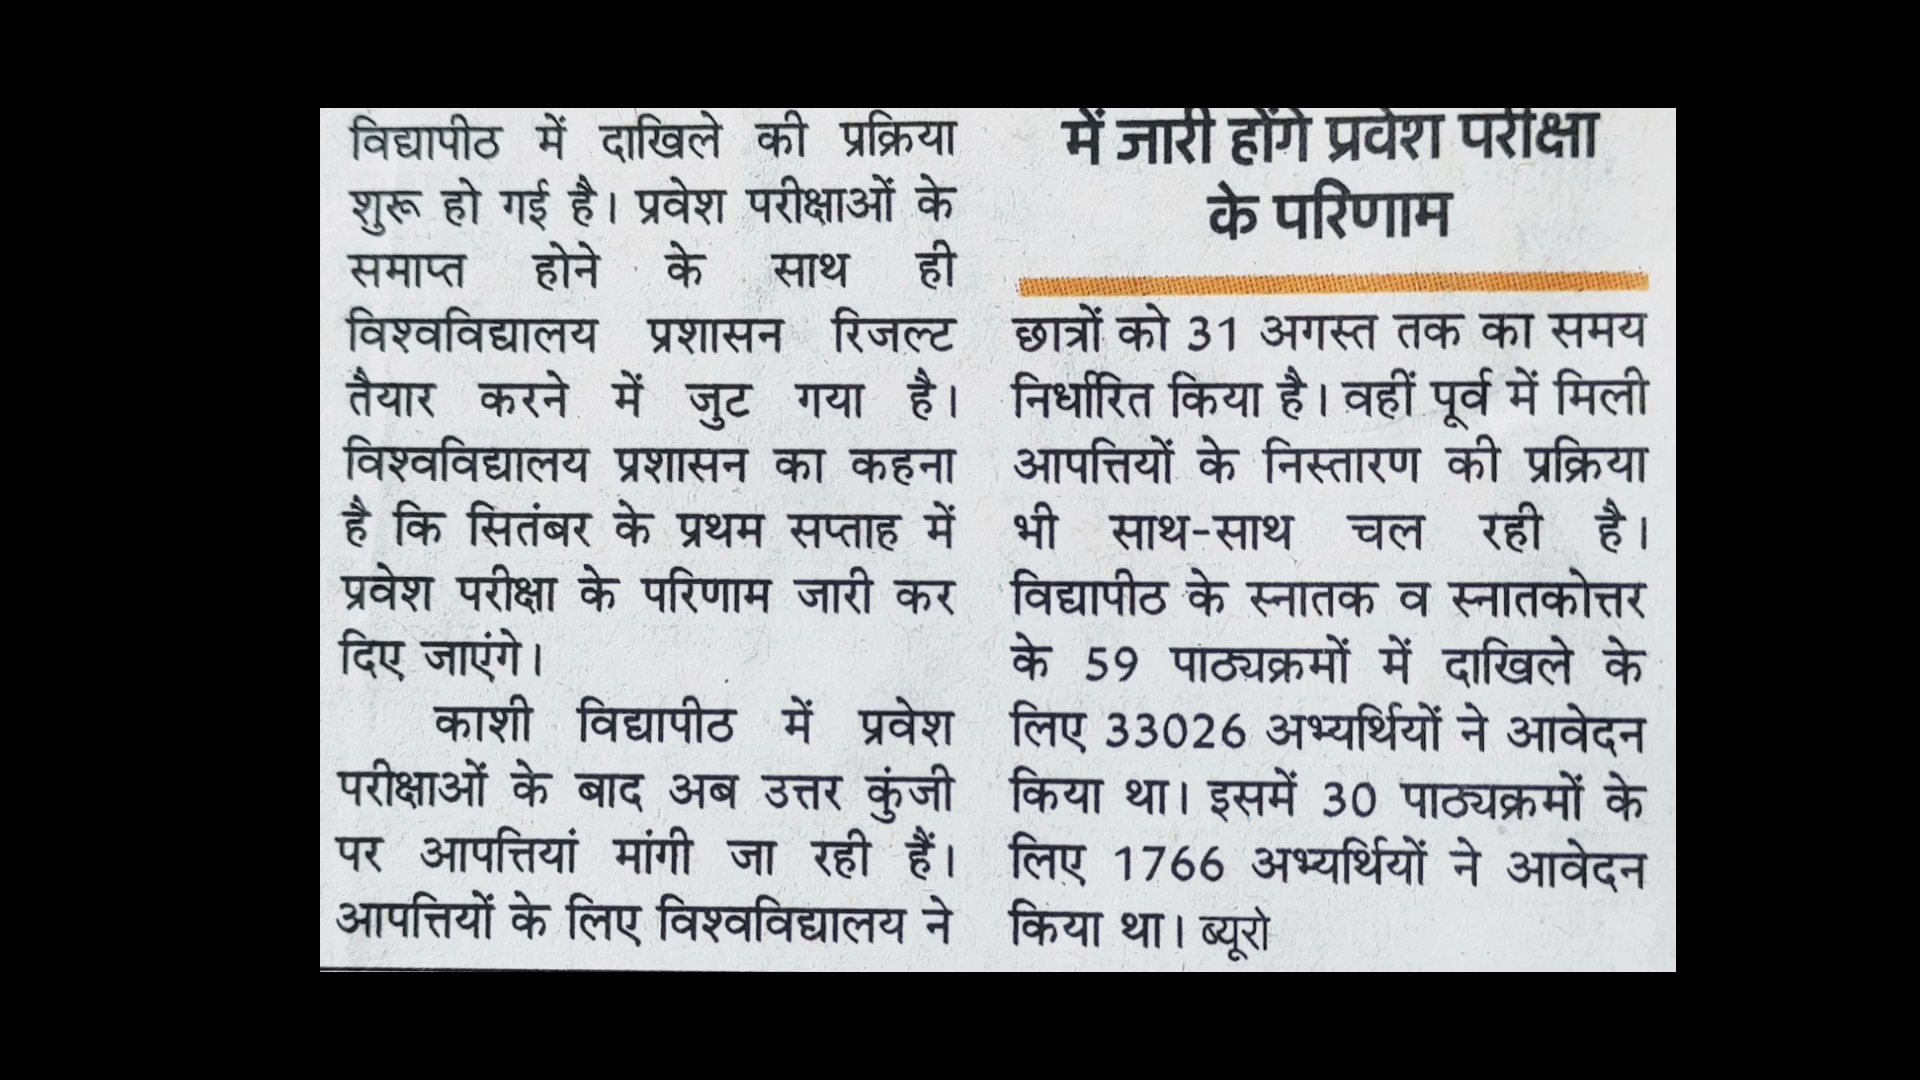 विद्यापीठ में दाखिले की प्रक्रिया
शुरू हो गई है। प्रवेश परीक्षाओं के
समाप्त होने के साथ ही
विश्वविद्यालय प्रशासन रिजल्ट
तैयार करने में जुट गया है।
विश्वविद्यालय प्रशासन का कहना
है कि सितंबर के प्रथम सप्ताह में
प्रवेश परीक्षा के परिणाम जारी कर
दिए जाएंगे।
काशी विद्यापीठ में प्रवेश
परीक्षाओं के बाद अब उत्तर कुंजी
पर आपत्तियां मांगी जा रही हैं।
आपत्तियों के लिए विश्वविद्यालय ने
में जारी होंगे प्रवेश परीक्षा
के परिणाम
छात्रों को 31 अगस्त तक का समय
निर्धारित किया है। वहीं पूर्व में मिली
आपत्तियों के निस्तारण की प्रक्रिया
भी साथ-साथ चल रही है।
विद्यापीठ के स्नातक व स्नातकोत्तर
के 59 पाठ्यक्रमों में दाखिले के
लिए 33026 अभ्यर्थियों ने आवेदन
किया था। इसमें 30 पाठ्यक्रमों के
लिए 1766 अभ्यर्थियों ने आवेदन
किया था। ब्यूरो